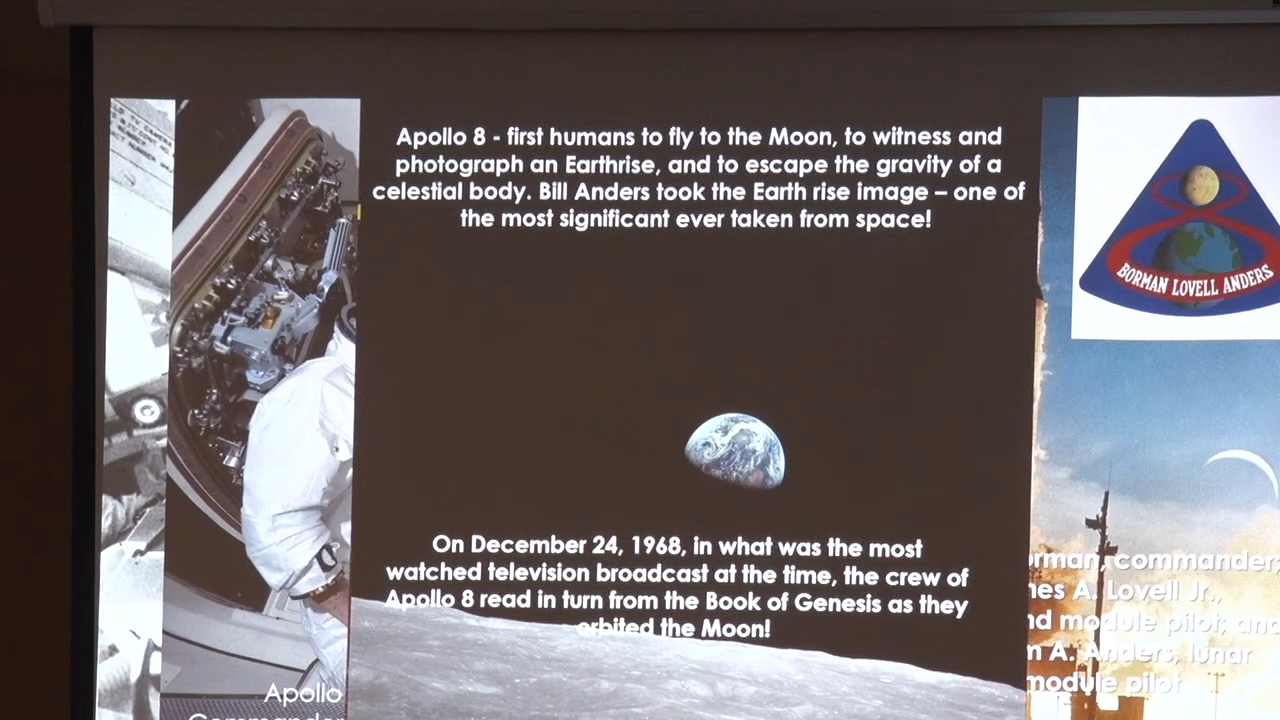 Apollo 8 - first humans to fly to the Moon, to witness and
photograph an Earthrise, and to escape the gravity of a
celestial body. Bill Anders took the Earth rise image – one of
the most significant ever taken from space!
On December 24, 1968, in what was the most
watched television broadcast at the time, the crew of
Apollo 8 read in turn from the Book of Genesis as they
orbited the Moon!
Apollo
Commander
BORMAN LOVELL ANDERS
commander;
A. Lovell Jr.,
module pilot; and
A. Anders, lunar
module pilot